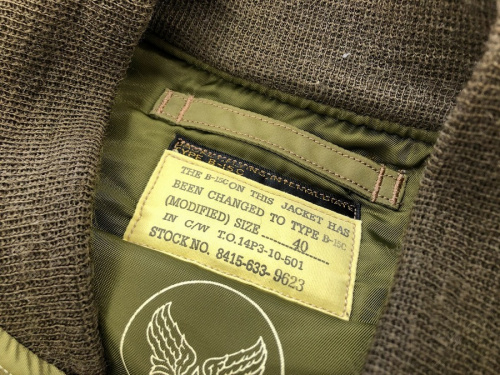 THE B-15C ON THIS JACKET HAS
BEEN CHANGED TO TYPE B-15C
(MODIFIED) SIZE 40
IN C/W T.O.14P3-10-501
STOCK NO. 8415-633-9623